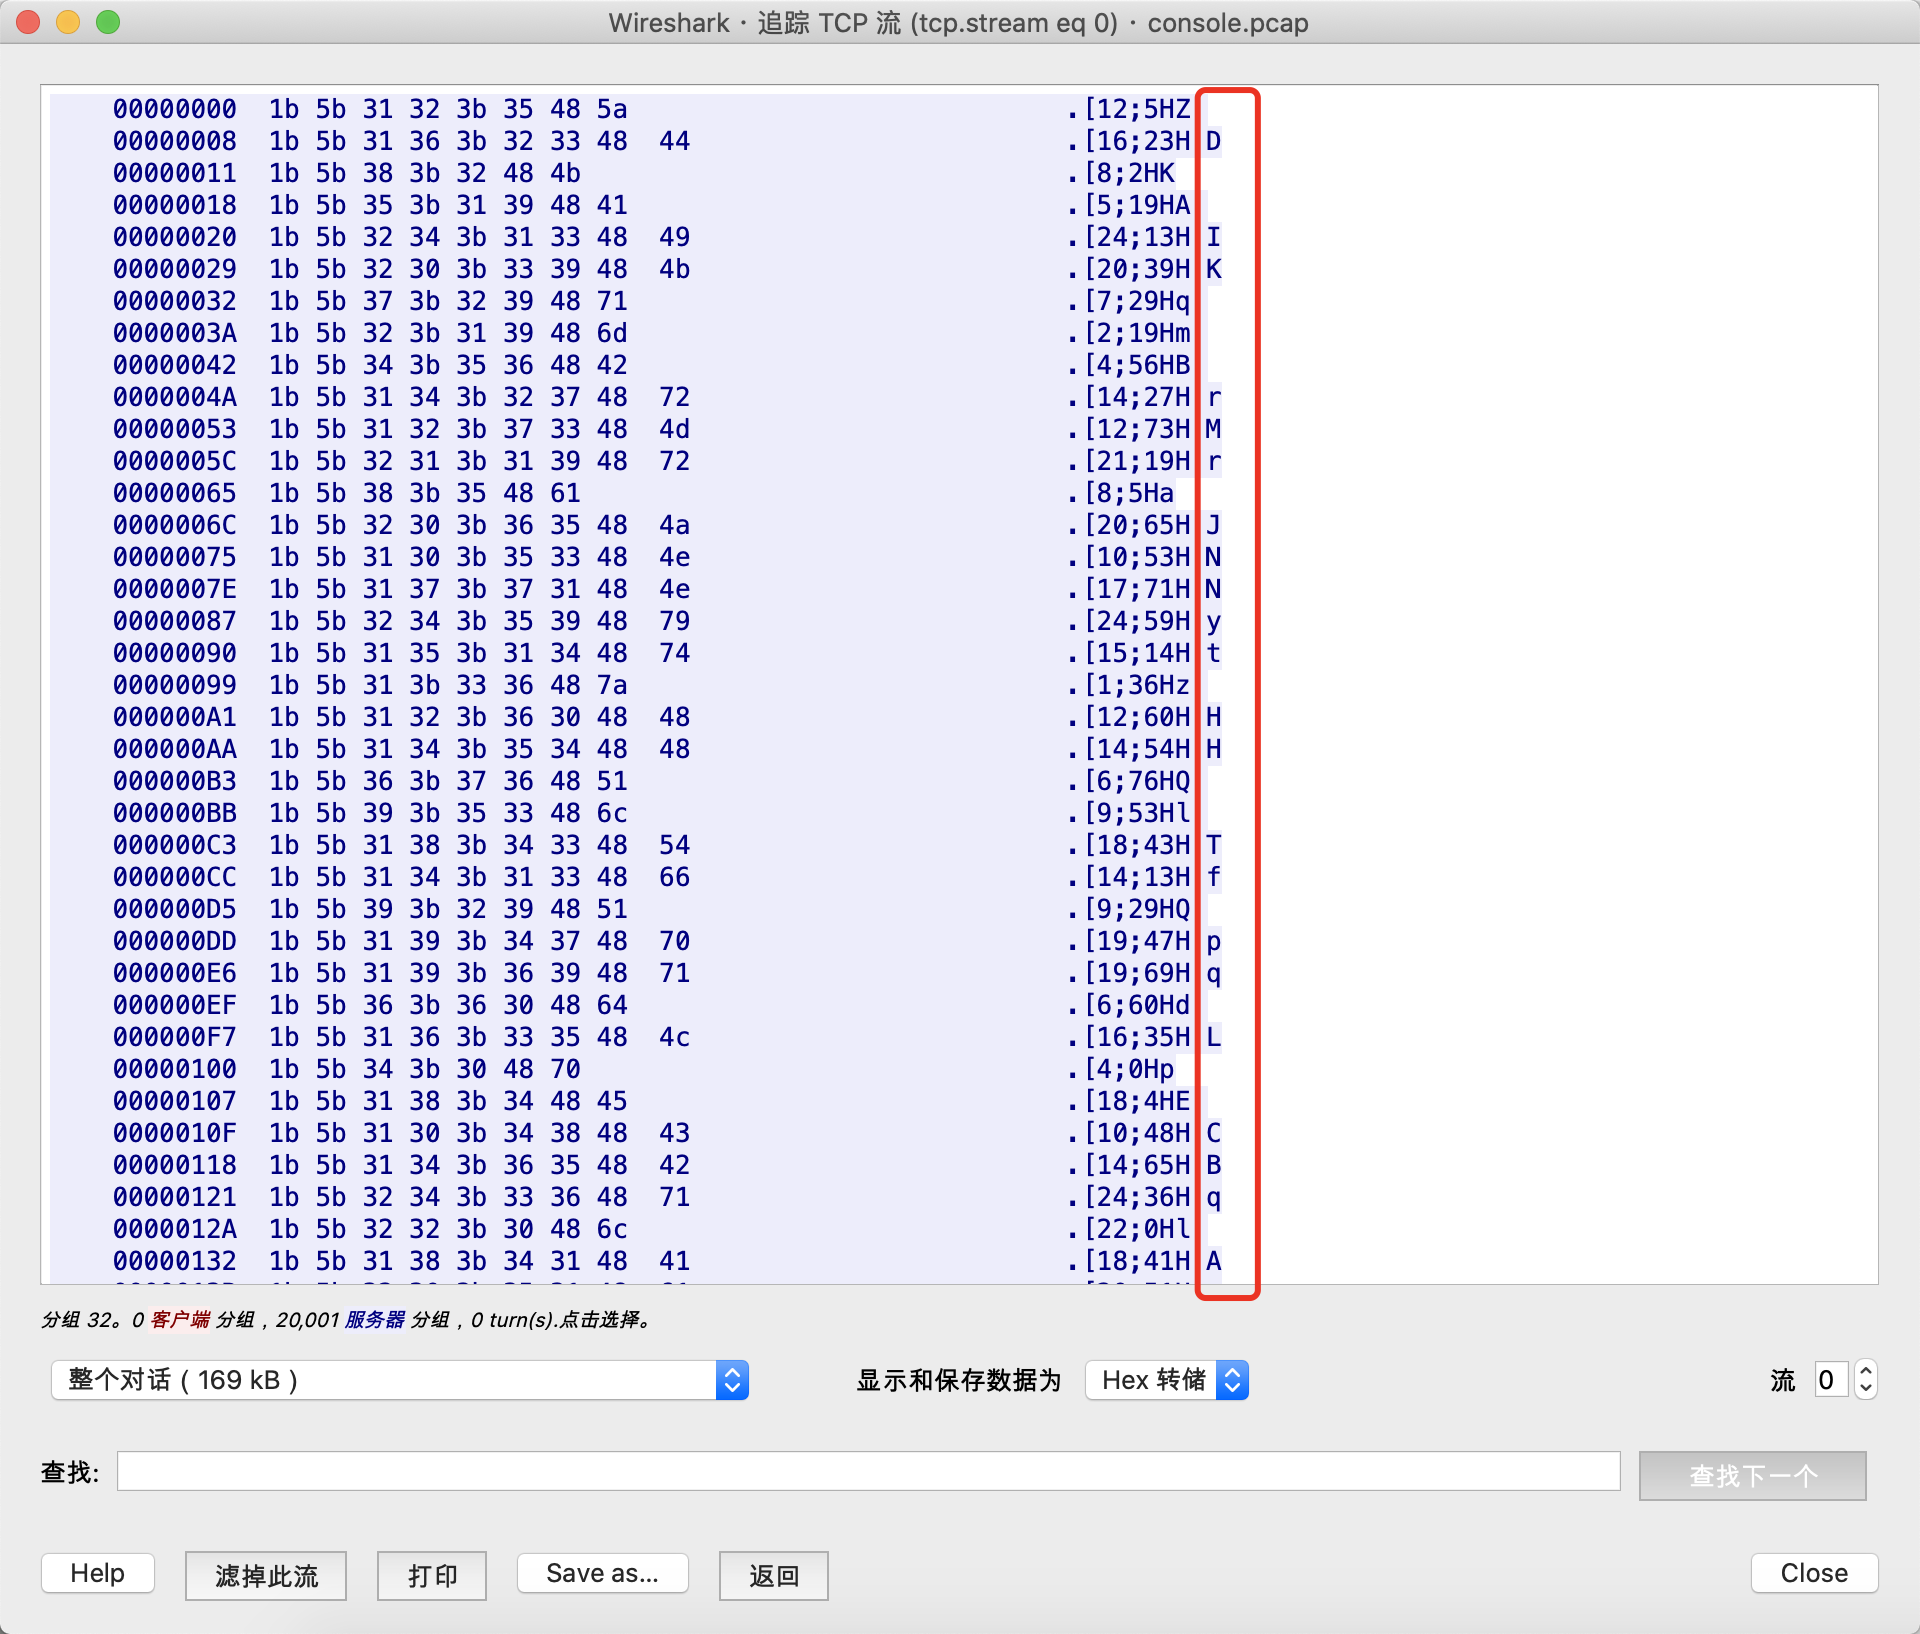 Wireshark · 追踪 TCP 流 (tcp.stream eq 0) · console.pcap
00000000  1b 5b 31 32 3b 35 48 5a  .[12;5HZ
00000008  1b 5b 31 36 3b 32 33 48  44  .[16;23H D
00000011  1b 5b 38 3b 32 48 4b  .[8;2HK
00000018  1b 5b 35 3b 31 39 48 41  .[5;19HA
00000020  1b 5b 32 34 3b 31 33 48  49  .[24;13H I
00000029  1b 5b 32 30 3b 33 39 48  4b  .[20;39H K
00000032  1b 5b 37 3b 32 39 48 71  .[7;29Hq
0000003A  1b 5b 32 3b 31 39 48 6d  .[2;19Hm
00000042  1b 5b 34 3b 35 36 48 42  .[4;56HB
0000004A  1b 5b 31 34 3b 32 37 48  72  .[14;27H r
00000053  1b 5b 31 32 3b 37 33 48  4d  .[12;73H M
0000005C  1b 5b 32 31 3b 31 39 48  72  .[21;19H r
00000065  1b 5b 38 3b 35 48 61  .[8;5Ha
0000006C  1b 5b 32 30 3b 36 35 48  4a  .[20;65H J
00000075  1b 5b 31 30 3b 35 33 48  4e  .[10;53H N
0000007E  1b 5b 31 37 3b 37 31 48  4e  .[17;71H N
00000087  1b 5b 32 34 3b 35 39 48  79  .[24;59H y
00000090  1b 5b 31 35 3b 31 34 48  74  .[15;14H t
00000099  1b 5b 31 3b 33 36 48 7a  .[1;36Hz
000000A1  1b 5b 31 32 3b 36 30 48  48  .[12;60H H
000000AA  1b 5b 31 34 3b 35 34 48  48  .[14;54H H
000000B3  1b 5b 36 3b 37 36 48 51  .[6;76HQ
000000BB  1b 5b 39 3b 35 33 48 6c  .[9;53Hl
000000C3  1b 5b 31 38 3b 34 33 48  54  .[18;43H T
000000CC  1b 5b 31 34 3b 31 33 48  66  .[14;13H f
000000D5  1b 5b 39 3b 32 39 48 51  .[9;29HQ
000000DD  1b 5b 31 39 3b 34 37 48  70  .[19;47H p
000000E6  1b 5b 31 39 3b 36 39 48  71  .[19;69H q
000000EF  1b 5b 36 3b 36 30 48 64  .[6;60Hd
000000F7  1b 5b 31 36 3b 33 35 48  4c  .[16;35H L
00000100  1b 5b 34 3b 30 48 70  .[4;0Hp
00000107  1b 5b 31 38 3b 34 48 45  .[18;4HE
0000010F  1b 5b 31 30 3b 34 38 48  43  .[10;48H C
00000118  1b 5b 31 34 3b 36 35 48  42  .[14;65H B
00000121  1b 5b 32 34 3b 33 36 48  71  .[24;36H q
0000012A  1b 5b 32 32 3b 30 48 6c  .[22;0Hl
00000132  1b 5b 31 38 3b 34 31 48  41  .[18;41H A
分组 32。0 客户端 分组，20,001 服务器 分组，0 turn(s).点击选择。
整个对话（169 kB）  显示和保存数据为  Hex 转储  流  0
查找:  查找下一个
Help  滤掉此流  打印  Save as...  返回  Close